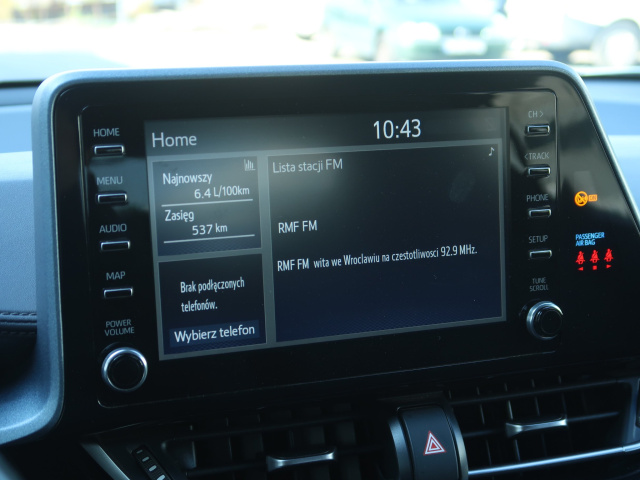 HOME
MENU
AUDIO
MAP
POWER
VOLUME
Home
10:43
Najnowszy
6.4 L/100km
Zasięg
537 km
Brak podłączonych
telefonów.
Wybierz telefon
Lista stacji FM
RMF FM
RMF FM wita we Wroclawiu na czestotliwosci 92.9 MHz.
CH >
< TRACK
PHONE
SETUP
TUNE
SCROLL
PASSENGER
AIR BAG